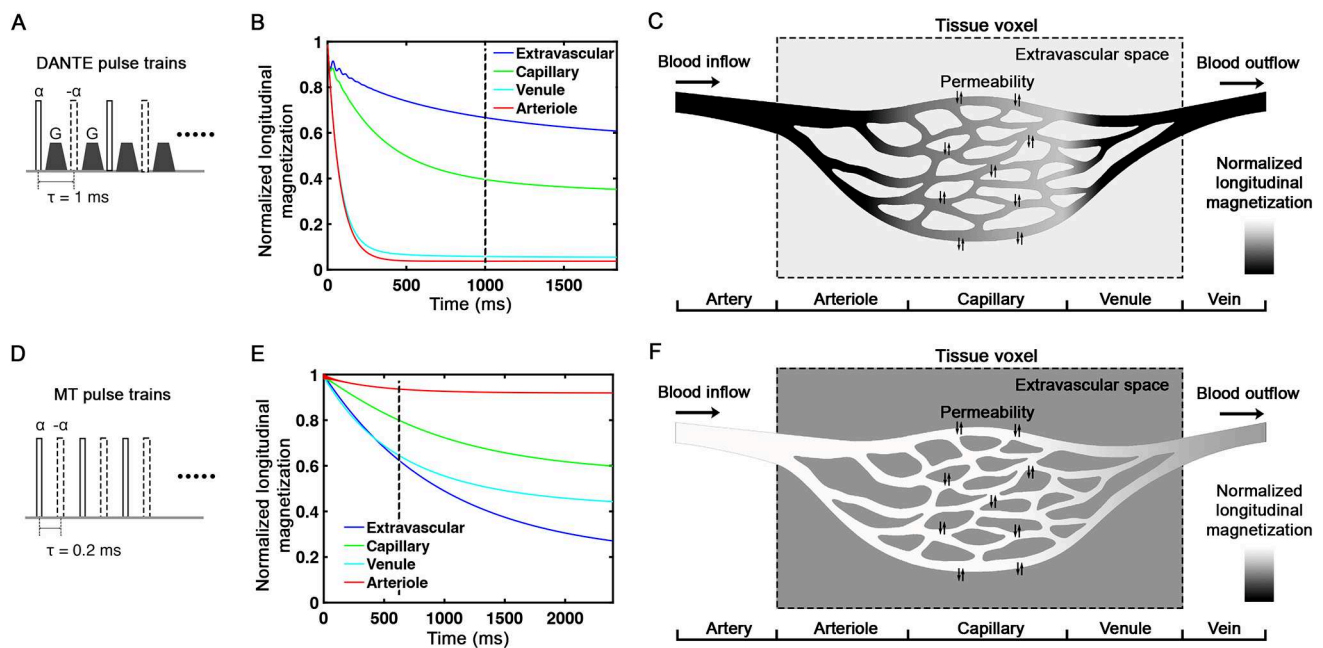 A
DANTE pulse trains
α
-α
G
G
τ = 1 ms
B
Normalized longitudinal
magnetization
1
0.8
0.6
0.4
0.2
0
Extravascular
Capillary
Venule
Arteriole
0
500
1000
1500
Time (ms)
C
Tissue voxel
Extravascular space
Blood inflow
Permeability
Blood outflow
Normalized
longitudinal
magnetization
Artery
Arteriole
Capillary
Venule
Vein
D
MT pulse trains
α
-α
τ = 0.2 ms
E
Normalized longitudinal
magnetization
1
0.8
0.6
0.4
0.2
0
Extravascular
Capillary
Venule
Arteriole
0
500
1000
1500
2000
Time (ms)
F
Tissue voxel
Extravascular space
Blood inflow
Permeability
Blood outflow
Normalized
longitudinal
magnetization
Artery
Arteriole
Capillary
Venule
Vein